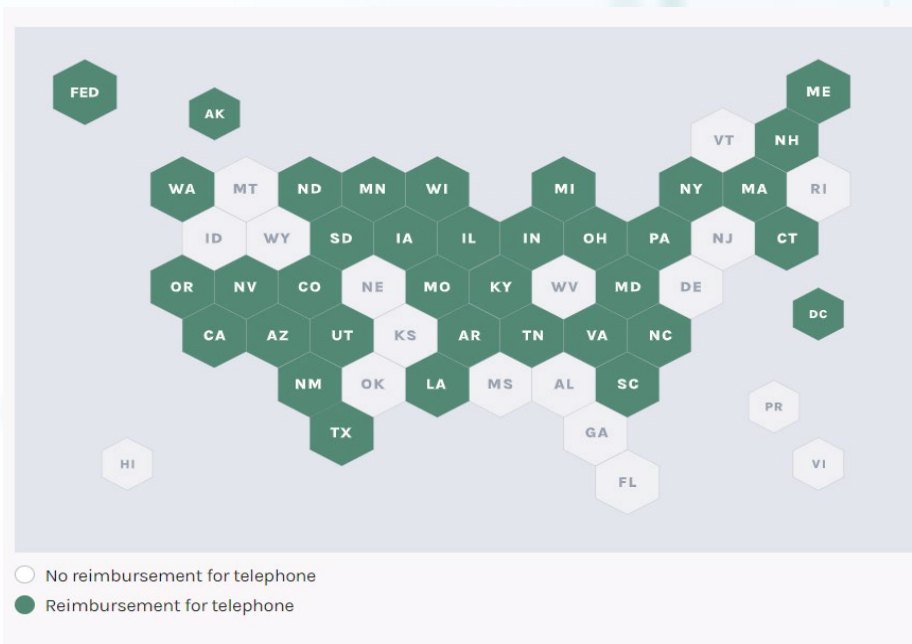 FED
AK
ME
VT NH
WA MT ND MN WI MI NY MA RI
ID WY SD IA IL IN OH PA NJ CT
OR NV CO NE MO KY WV MD DE
DC
CA AZ UT KS AR TN VA NC
NM OK LA MS AL SC
PR
TX GA
HI VI
FL
No reimbursement for telephone
Reimbursement for telephone